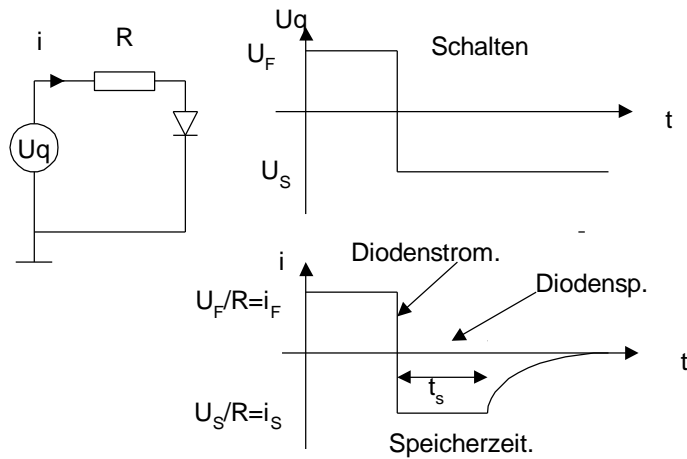 Uq
i
R
U_F
Schalten
Uq
t
U_S
Diodenstrom.
i
Diodensp.
U_F/R=i_F
t
t_s
U_S/R=i_S
Speicherzeit.